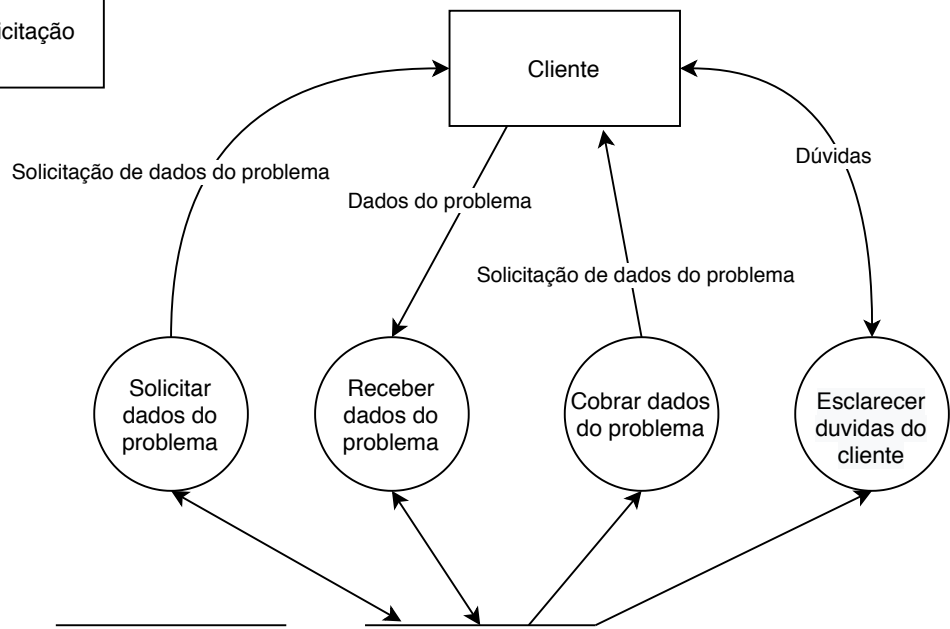 Cliente
Solicitação de dados do problema
Dados do problema
Solicitação de dados do problema
Dúvidas
Solicitar
dados do
problema
Receber
dados do
problema
Cobrar dados
do problema
Esclarecer
duvidas do
cliente